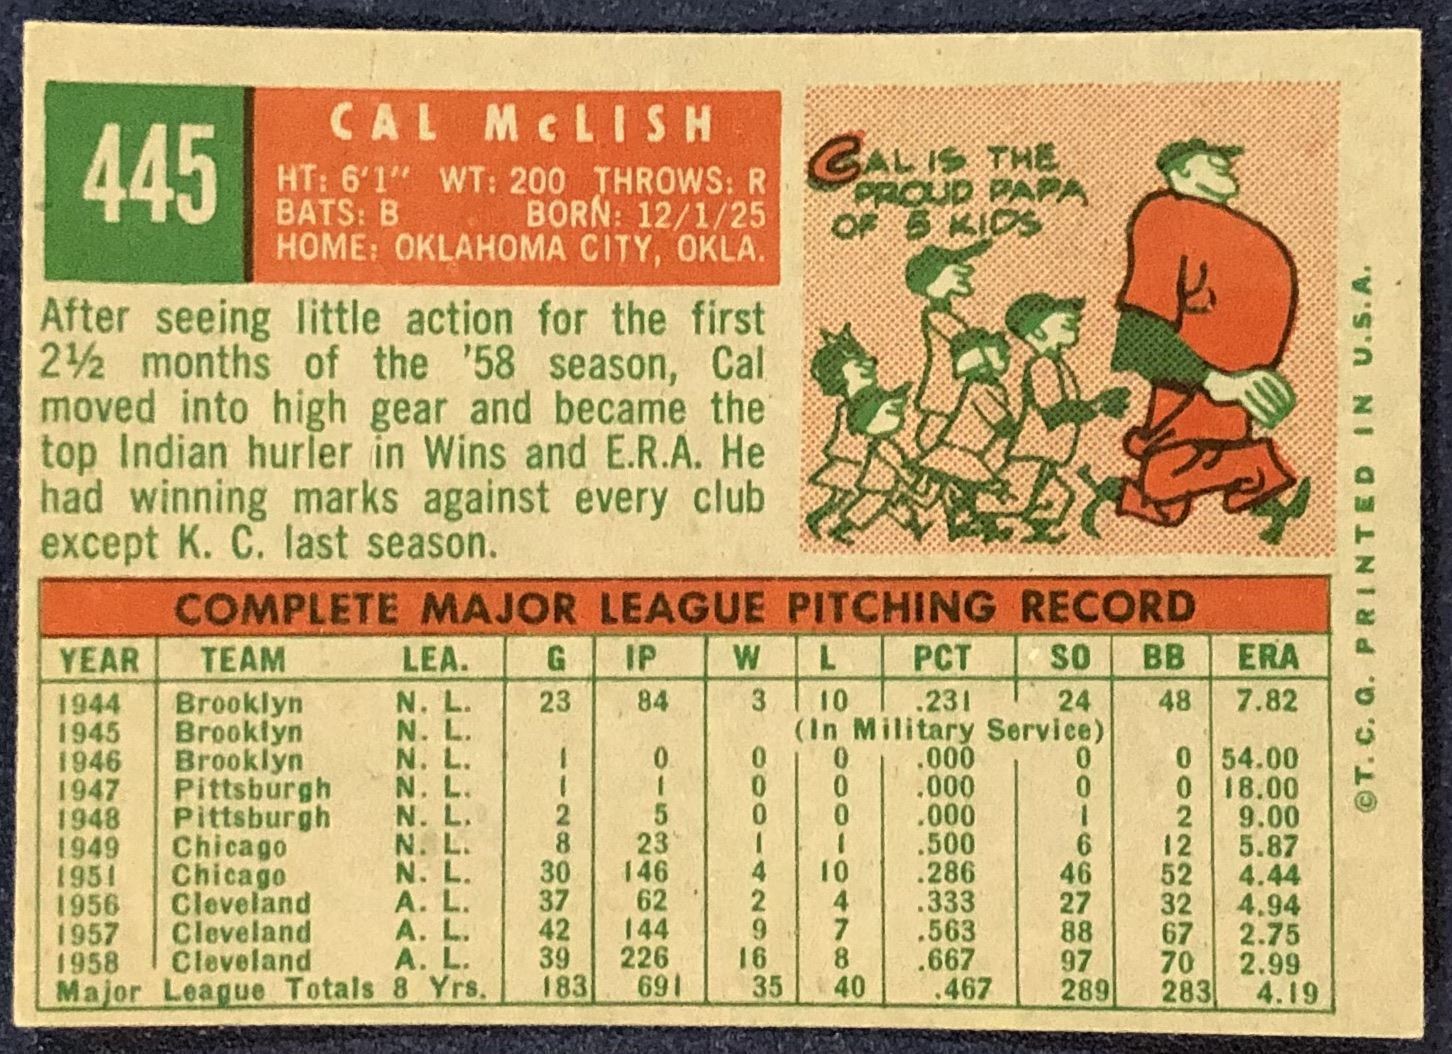 445
CAL McLISH
HT: 6'1" WT: 200 THROWS: R
BATS: B BORN: 12/1/25
HOME: OKLAHOMA CITY, OKLA.
After seeing little action for the first
2½ months of the '58 season, Cal
moved into high gear and became the
top Indian hurler in Wins and E.R.A. He
had winning marks against every club
except K. C. last season.
CAL IS THE
PROUD PAPA
OF 5 KIDS
COMPLETE MAJOR LEAGUE PITCHING RECORD
YEAR TEAM LEA. G IP W L PCT SO BB ERA
1944 Brooklyn N. L. 23 84 3 10 .231 24 48 7.82
1945 Brooklyn N. L. (In Military Service)
1946 Brooklyn N. L. 1 0 0 0 .000 0 0 54.00
1947 Pittsburgh N. L. 1 1 0 0 .000 0 0 18.00
1948 Pittsburgh N. L. 2 5 0 0 .000 1 2 9.00
1949 Chicago N. L. 8 23 1 1 .500 6 12 5.87
1951 Chicago N. L. 30 146 4 10 .286 46 52 4.44
1956 Cleveland A. L. 37 62 2 4 .333 27 32 4.94
1957 Cleveland A. L. 42 144 9 7 .563 88 67 2.75
1958 Cleveland A. L. 39 226 16 8 .667 97 70 2.99
Major League Totals 8 Yrs. 183 691 35 40 .467 289 283 4.19
©T.C.G. PRINTED IN U.S.A.